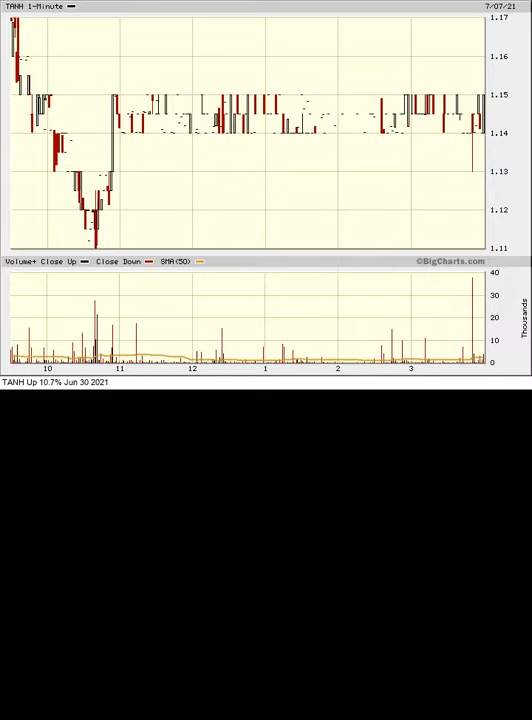 TANH 1-Minute 7/07/21
1.17
1.16
1.15
1.14
1.13
1.12
1.11
Volume+ Close Up Close Down SMA(50) ©BigCharts.com
40
30
20
10
0
Thousands
10 11 12 1 2 3
TANH Up 10.7% Jun 30 2021